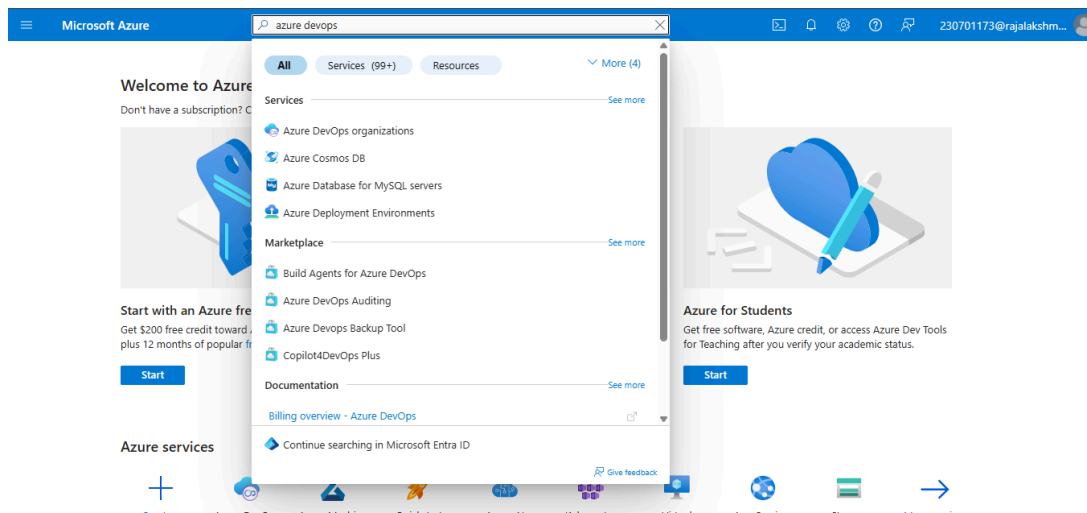 Microsoft Azure
azure devops
230701173@rajalakshm...
All
Services (99+)
Resources
More (4)
Services
See more
Azure DevOps organizations
Azure Cosmos DB
Azure Database for MySQL servers
Azure Deployment Environments
Marketplace
See more
Build Agents for Azure DevOps
Azure DevOps Auditing
Azure Devops Backup Tool
Copilot4DevOps Plus
Documentation
See more
Billing overview - Azure DevOps
Continue searching in Microsoft Entra ID
Give feedback
Welcome to Azure
Don't have a subscription? C
Start with an Azure fre
Get $200 free credit toward
plus 12 months of popular fr
Start
Azure for Students
Get free software, Azure credit, or access Azure Dev Tools
for Teaching after you verify your academic status.
Start
Azure services